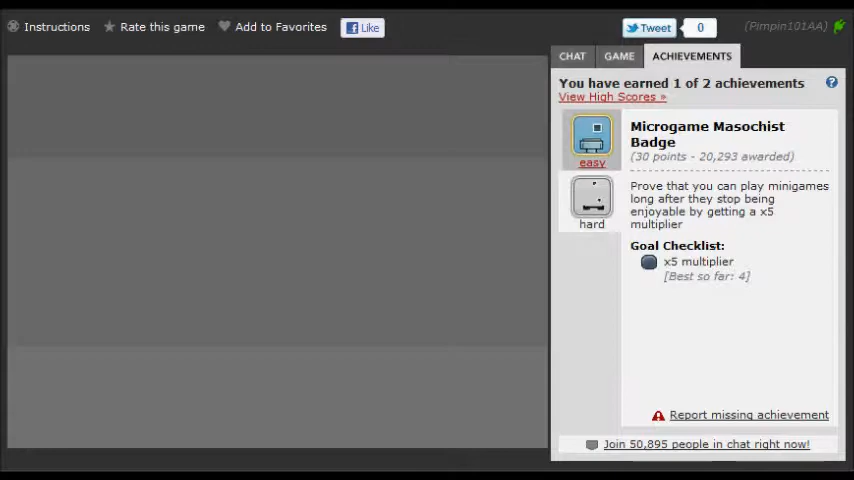 Instructions Rate this game Add to Favorites Like Tweet 0 (Pimpin101AA)
CHAT GAME ACHIEVEMENTS
You have earned 1 of 2 achievements
View High Scores »
easy
hard
Microgame Masochist
Badge
(30 points - 20,293 awarded)
Prove that you can play minigames
long after they stop being
enjoyable by getting a x5
multiplier
Goal Checklist:
x5 multiplier
[Best so far: 4]
Report missing achievement
Join 50,895 people in chat right now!